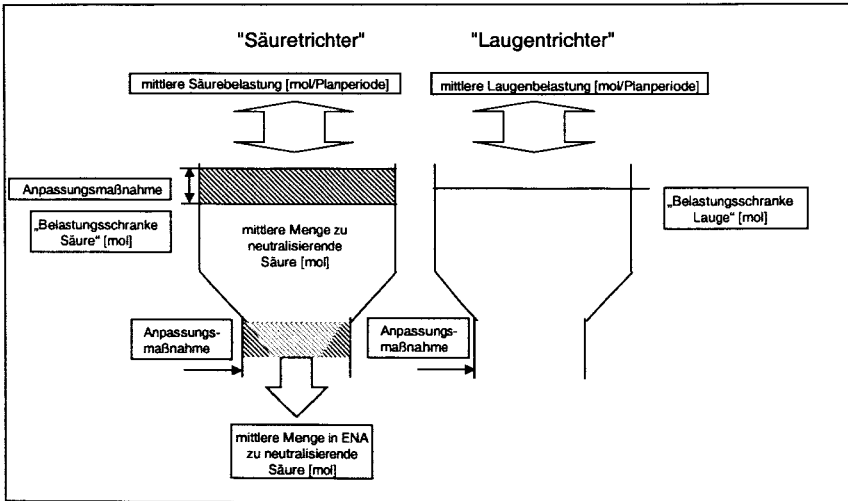 "Säuretrichter"
"Laugentrichter"
mittlere Säurebelastung [mol/Planperiode]
mittlere Laugenbelastung [mol/Planperiode]
Anpassungsmaßnahme
„Belastungsschranke
Säure“ [mol]
mittlere Menge zu
neutralisierende
Säure [mol]
„Belastungsschranke
Lauge“ [mol]
Anpassungs-
maßnahme
Anpassungs-
maßnahme
mittlere Menge in ENA
zu neutralisierende
Säure [mol]